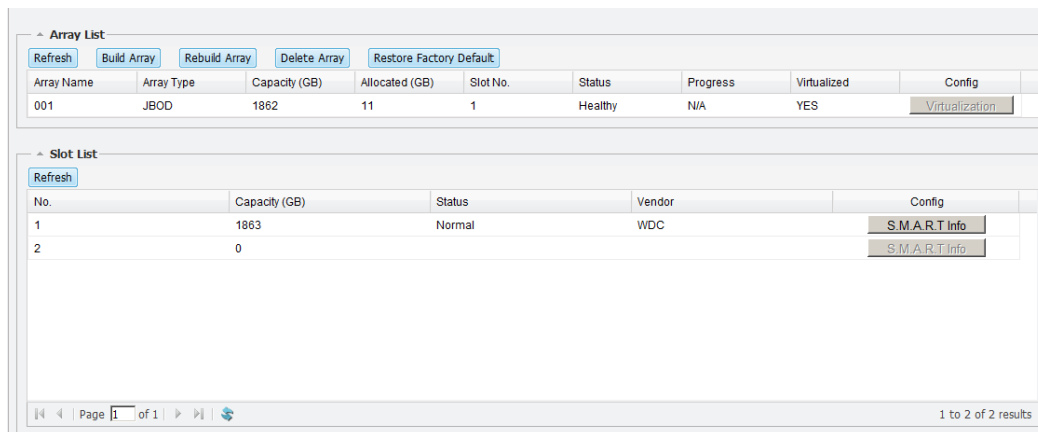 Array List
Refresh Build Array Rebuild Array Delete Array Restore Factory Default
Array Name Array Type Capacity (GB) Allocated (GB) Slot No. Status Progress Virtualized Config
001 JBOD 1862 11 1 Healthy N/A YES Virtualization
Slot List
Refresh
No. Capacity (GB) Status Vendor Config
1 1863 Normal WDC S.M.A.R.T Info
2 0 S.M.A.R.T Info
Page 1 of 1 1 to 2 of 2 results